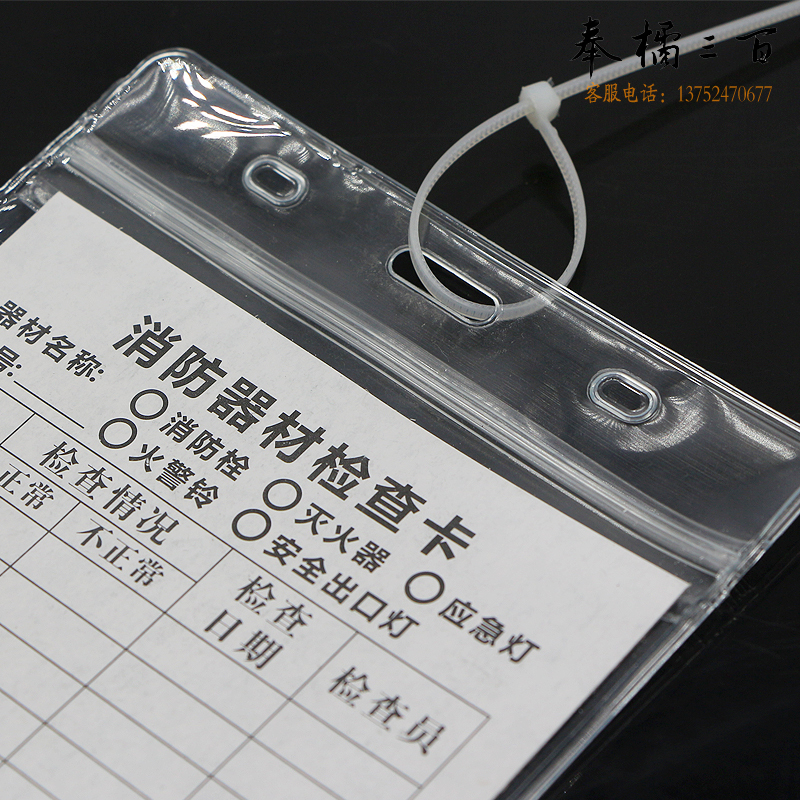 奉橘三百
客服电话：13752470677
消防器材检查卡
器材名称:
○消防栓 ○灭火器 ○应急灯
号:
○火警铃 ○安全出口灯
检查情况
正常
不正常
检查
日期
检查员